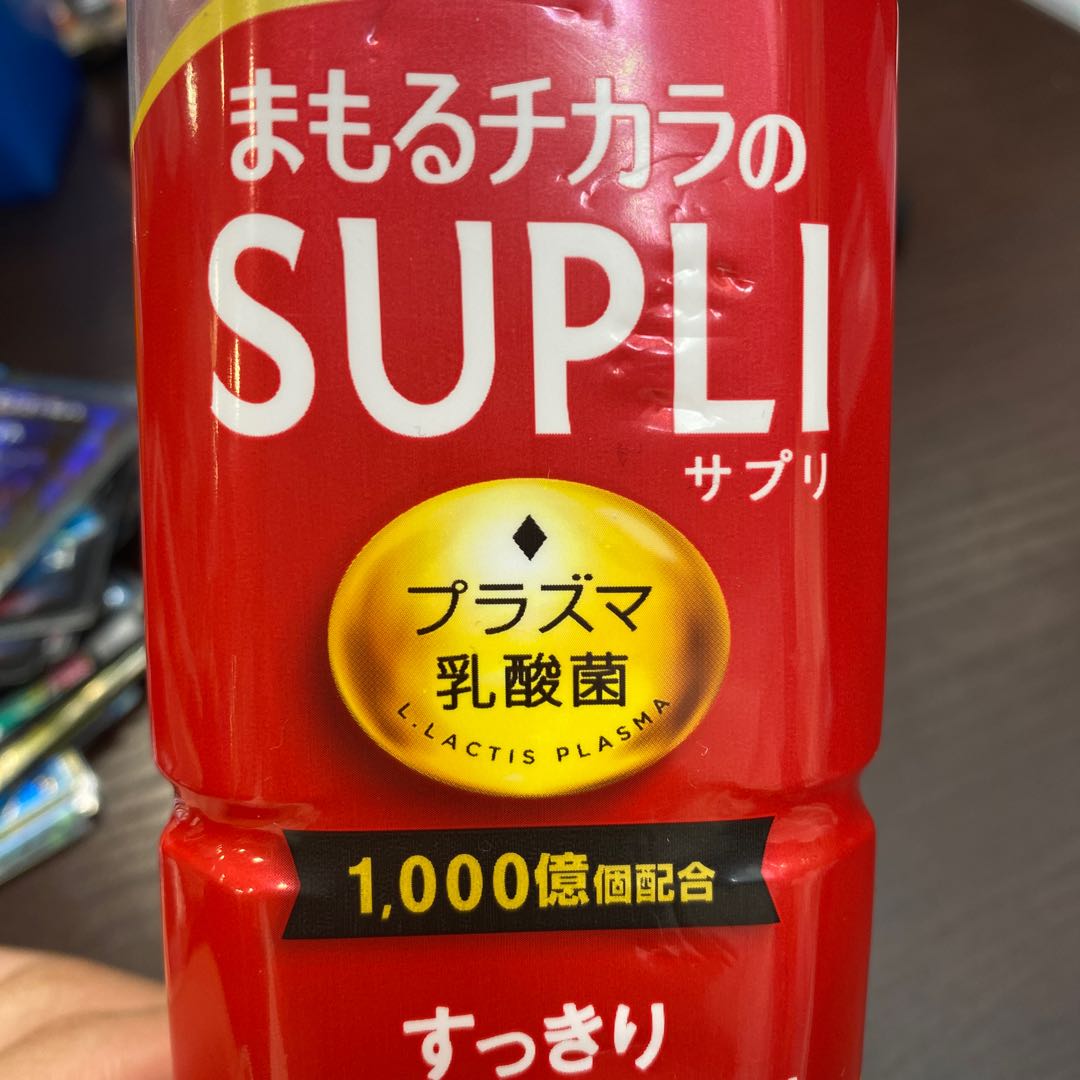 まもるチカラの
SUPLI
サプリ
プラズマ
乳酸菌
L.LACTIS PLASMA
1,000億個配合
すっきり